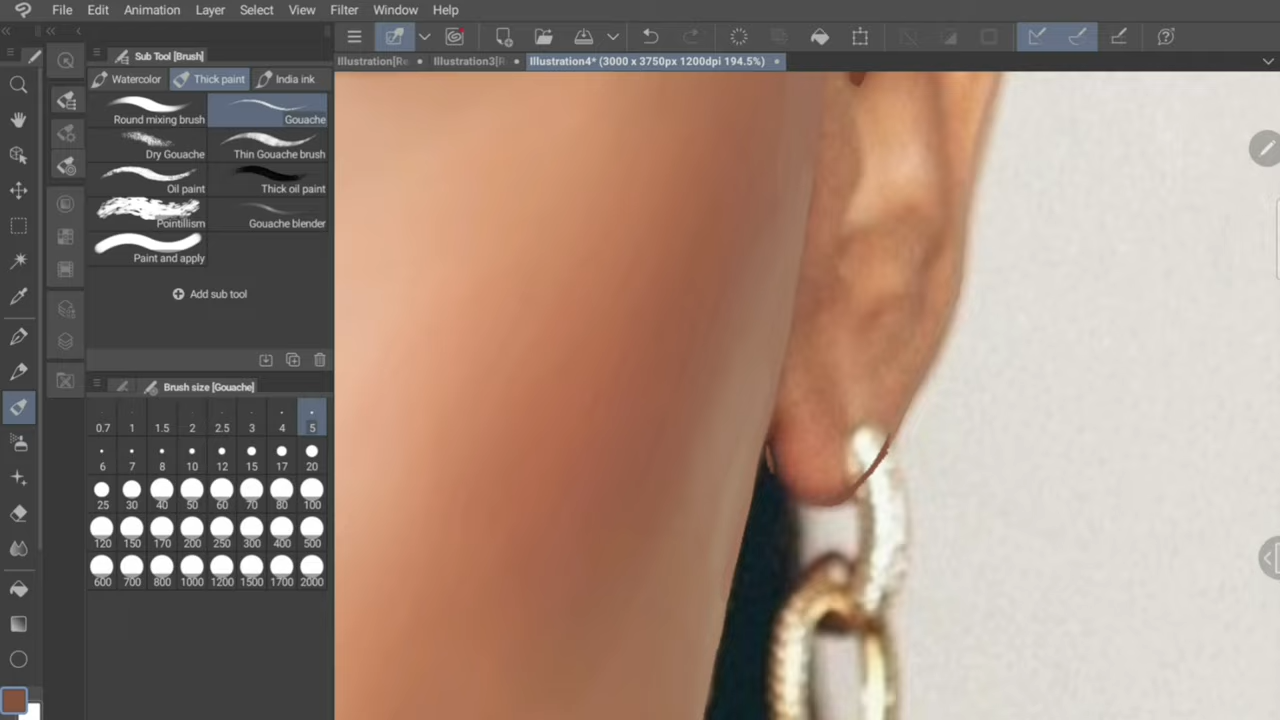 File Edit Animation Layer Select View Filter Window Help
Sub Tool [Brush]
Illustration[Re Illustration3[R Illustration4* (3000 x 3750px 1200dpi 194.5%)
Watercolor Thick paint India ink
Round mixing brush Gouache
Dry Gouache Thin Gouache brush
Oil paint Thick oil paint
Pointillism Gouache blender
Paint and apply
Add sub tool
Brush size [Gouache]
0.7 1 1.5 2 2.5 3 4 5
6 7 8 10 12 15 17 20
25 30 40 50 60 70 80 100
120 150 170 200 250 300 400 500
600 700 800 1000 1200 1500 1700 2000